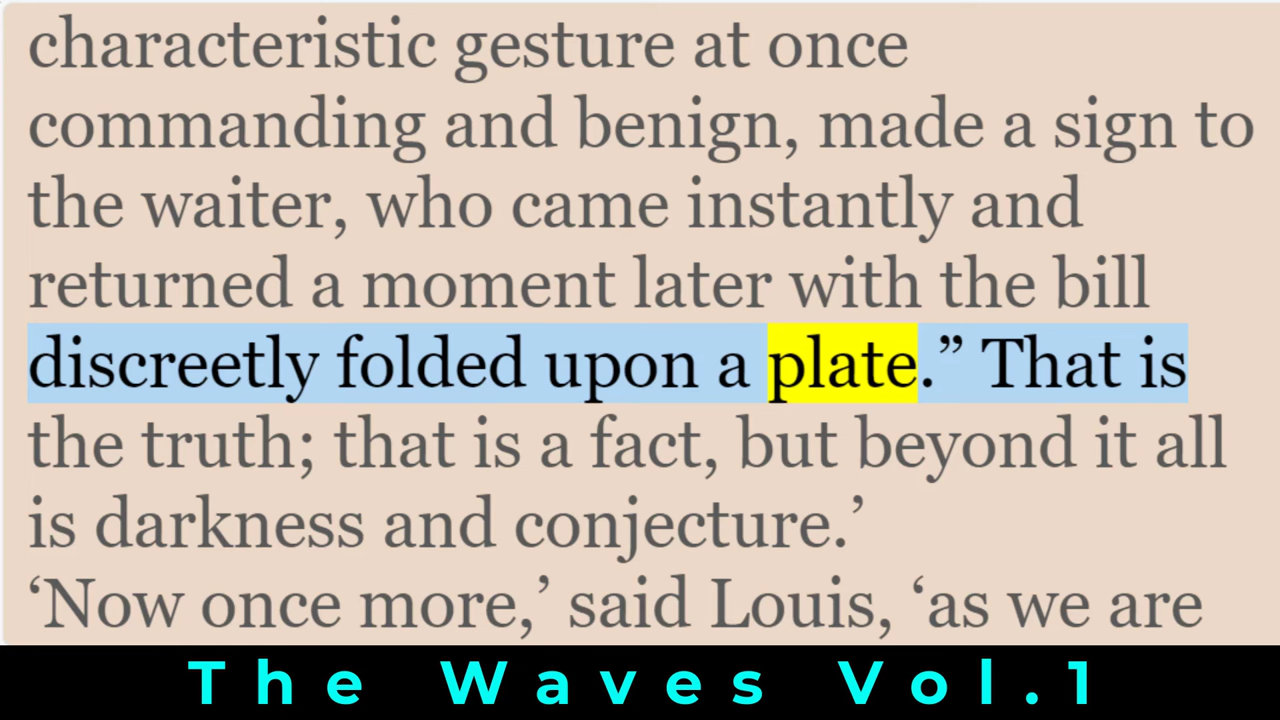 characteristic gesture at once
commanding and benign, made a sign to
the waiter, who came instantly and
returned a moment later with the bill
discreetly folded upon a plate.” That is
the truth; that is a fact, but beyond it all
is darkness and conjecture.’
‘Now once more,’ said Louis, ‘as we are
The Waves Vol.1